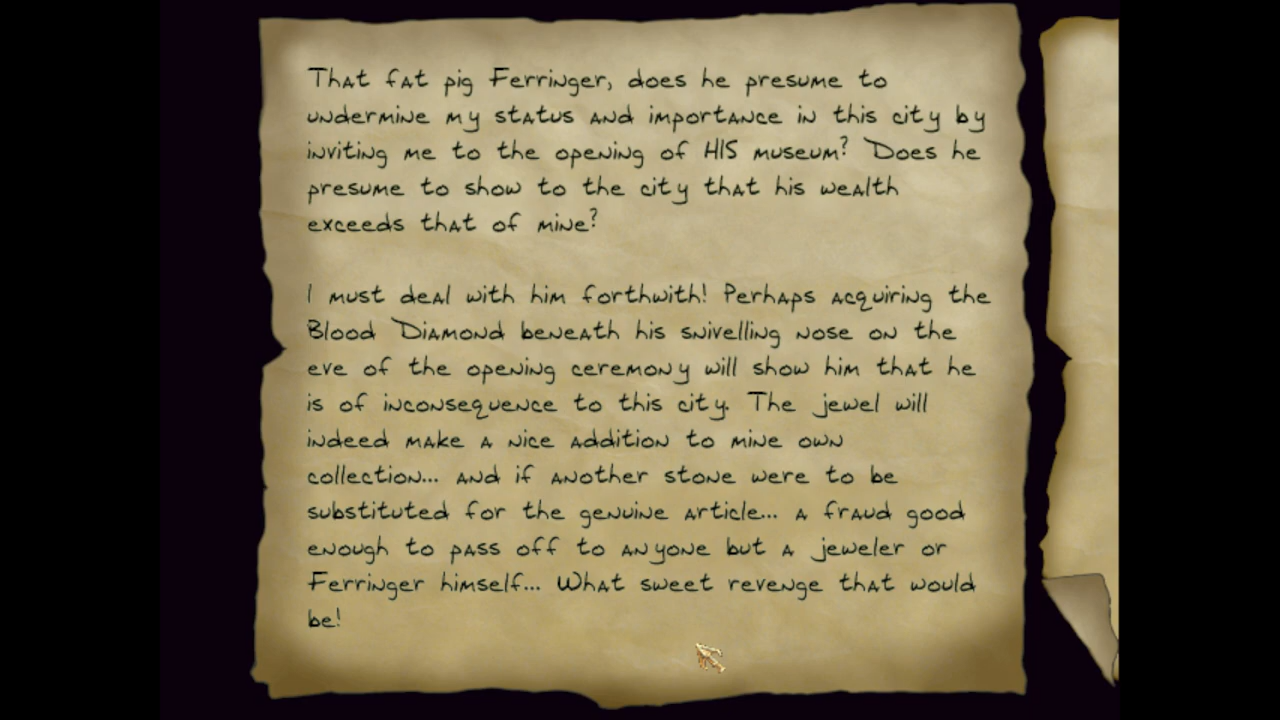 That fat pig Ferringer, does he presume to
undermine my status and importance in this city by
inviting me to the opening of HIS museum? Does he
presume to show to the city that his wealth
exceeds that of mine?
I must deal with him forthwith! Perhaps acquiring the
Blood Diamond beneath his snivelling nose on the
eve of the opening ceremony will show him that he
is of inconsequence to this city. The jewel will
indeed make a nice addition to mine own
collection... and if another stone were to be
substituted for the genuine article... a fraud good
enough to pass off to anyone but a jeweler or
Ferringer himself... What sweet revenge that would
be!